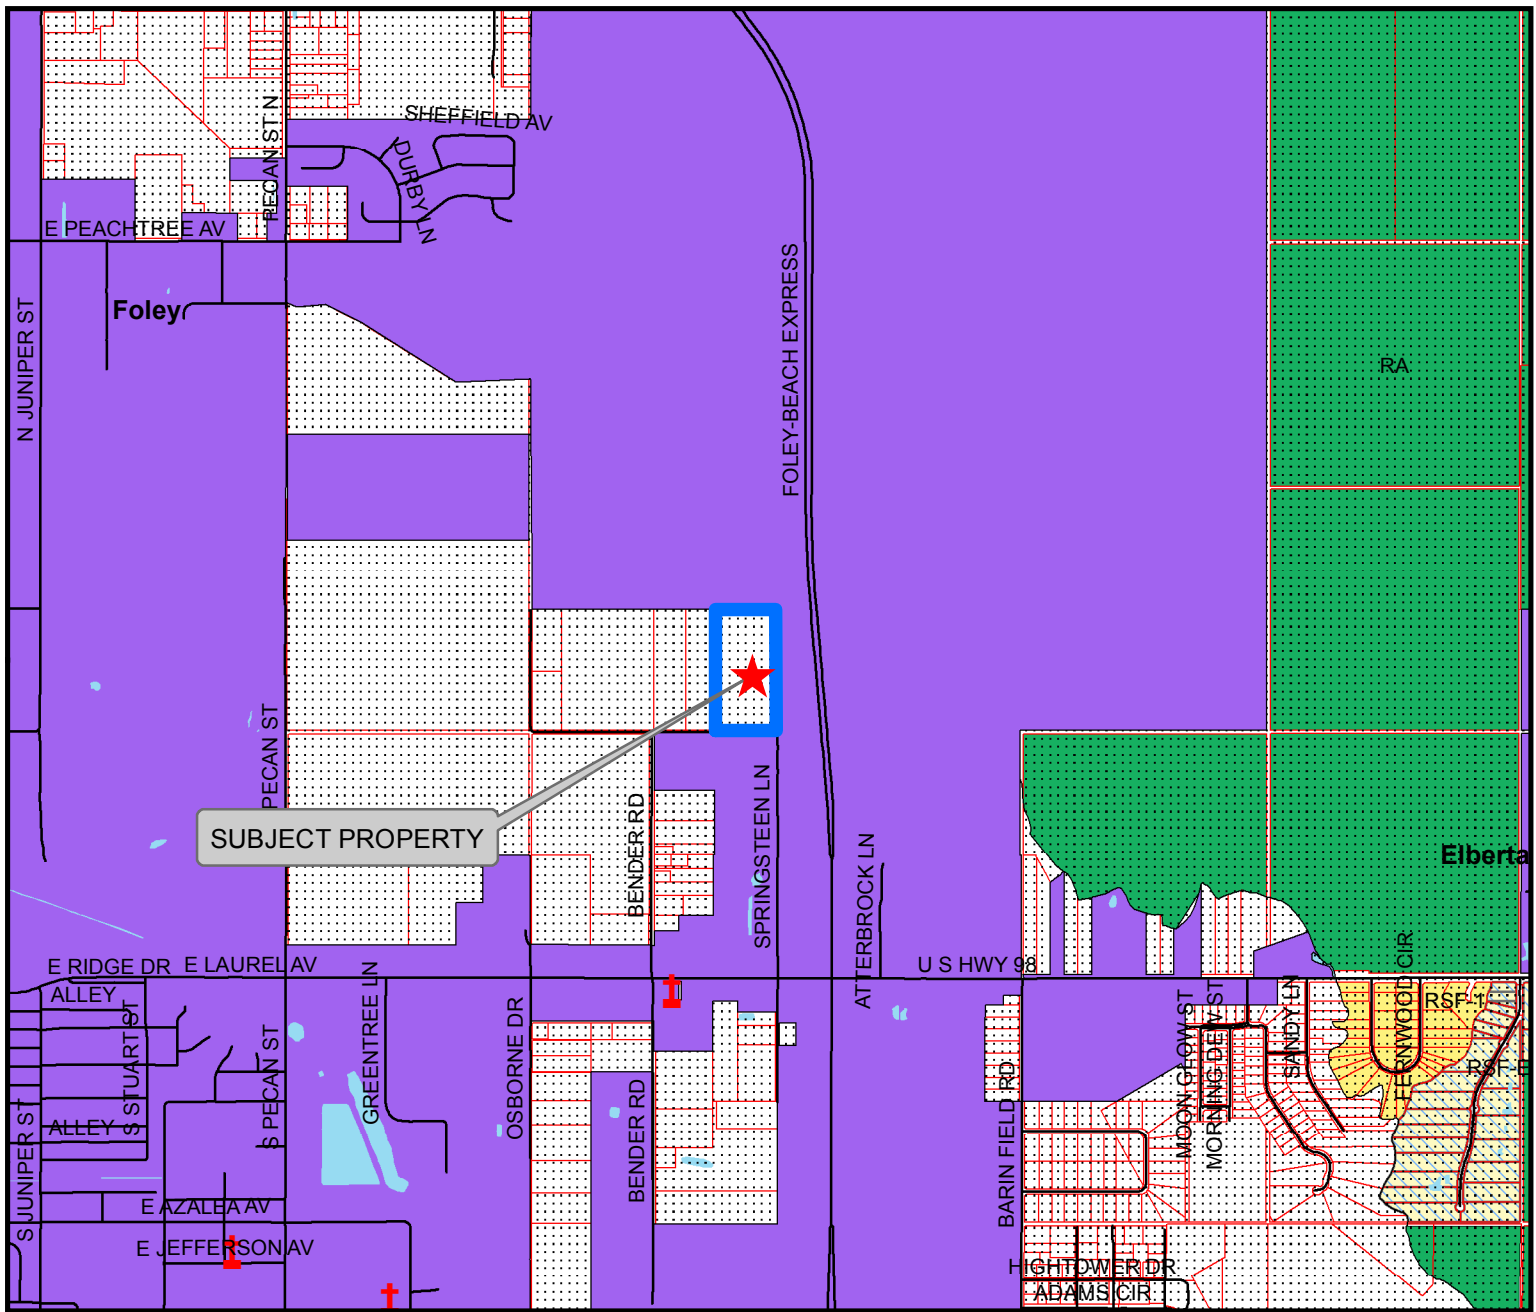 SHEFFIELD AV
PECAN ST N
DURBY LN
E PEACHTREE AV
Foley
N JUNIPER ST
FOLEY-BEACH EXPRESS
RA
PECAN ST
SUBJECT PROPERTY
BENDER RD
SPRINGSTEEN LN
ATTERBROCK LN
Elberta
E RIDGE DR
E LAUREL AV
U S HWY 98
ALLEY
S STUART ST
S PECAN ST
GREENTREE LN
OSBORNE DR
BENDER RD
BARIN FIELD RD
MOON GHOW ST
MORNING DEW ST
SANDY LN
FERNWOOD CIR
RSF-1
RSF-E
ALLEY
S JUNIPER ST
E AZALEA AV
E JEFFERSON AV
HIGHTOWER DR
ADAMS CIR